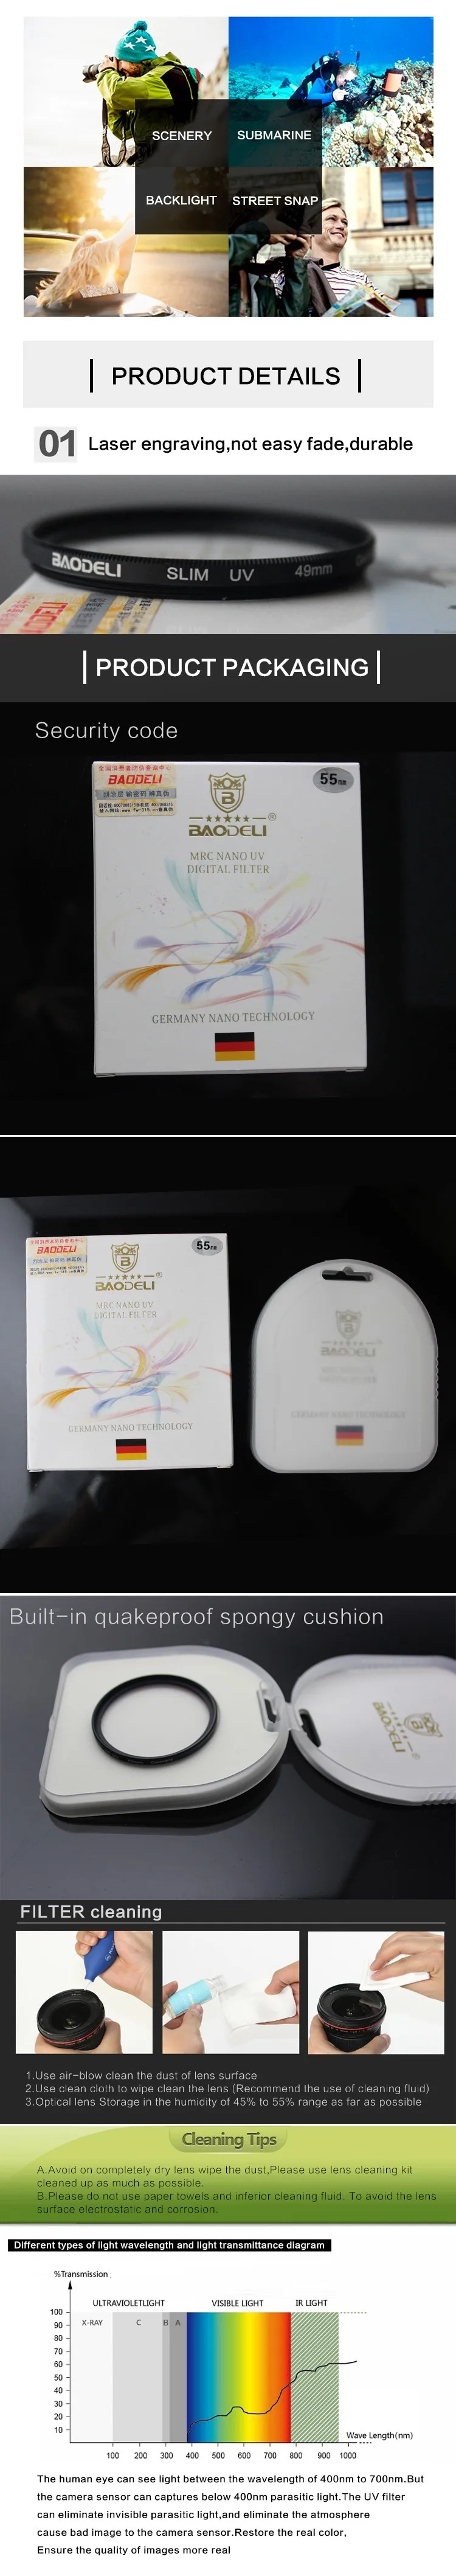 SCENERY
SUBMARINE
BACKLIGHT
STREET SNAP
PRODUCT DETAILS
01 Laser engraving,not easy fade,durable
BAODELI SLIM UV 49mm
PRODUCT PACKAGING
Security code
BAODELI
55mm
B
BAODELI®
MRC NANO UV
DIGITAL FILTER
GERMANY NANO TECHNOLOGY
BAODELI
55mm
B
BAODELI®
MRC NANO UV
DIGITAL FILTER
GERMANY NANO TECHNOLOGY
B
BAODELI
GERMANY NANO TECHNOLOGY
Built-in quakeproof spongy cushion
B
BAODELI
FILTER cleaning
1.Use air-blow clean the dust of lens surface
2.Use clean cloth to wipe clean the lens (Recommend the use of cleaning fluid)
3.Optical lens Storage in the humidity of 45% to 55% range as far as possible
Cleaning Tips
A.Avoid on completely dry lens wipe the dust,Please use lens cleaning kit
cleaned up as much as possible.
B.Please do not use paper towels and inferior cleaning fluid. To avoid the lens
surface electrostatic and corrosion.
Different types of light wavelength and light transmittance diagram
%Transmission
ULTRAVIOLETLIGHT VISIBLE LIGHT IR LIGHT
X-RAY C B A
100
90
80
70
60
50
40
30
20
10
Wave Length(nm)
100 200 300 400 500 600 700 800 900 1000
The human eye can see light between the wavelength of 400nm to 700nm.But
the camera sensor can captures below 400nm parasitic light.The UV filter
can eliminate invisible parasitic light,and eliminate the atmosphere
cause bad image to the camera sensor.Restore the real color,
Ensure the quality of images more real